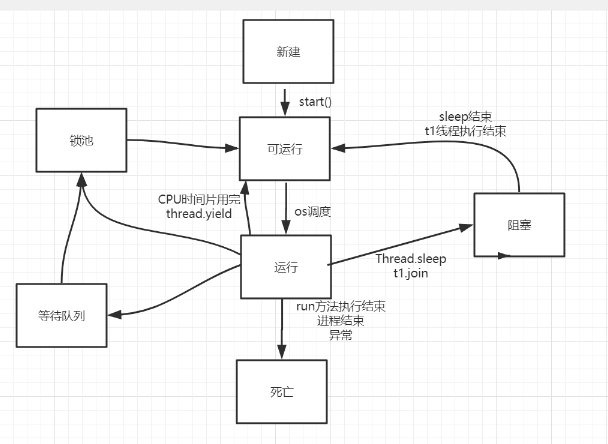 新建
start()
sleep结束
t1线程执行结束
锁池
可运行
CPU时间片用完
thread.yield
os调度
阻塞
运行
Thread.sleep
t1.join
等待队列
run方法执行结束
进程结束
异常
死亡